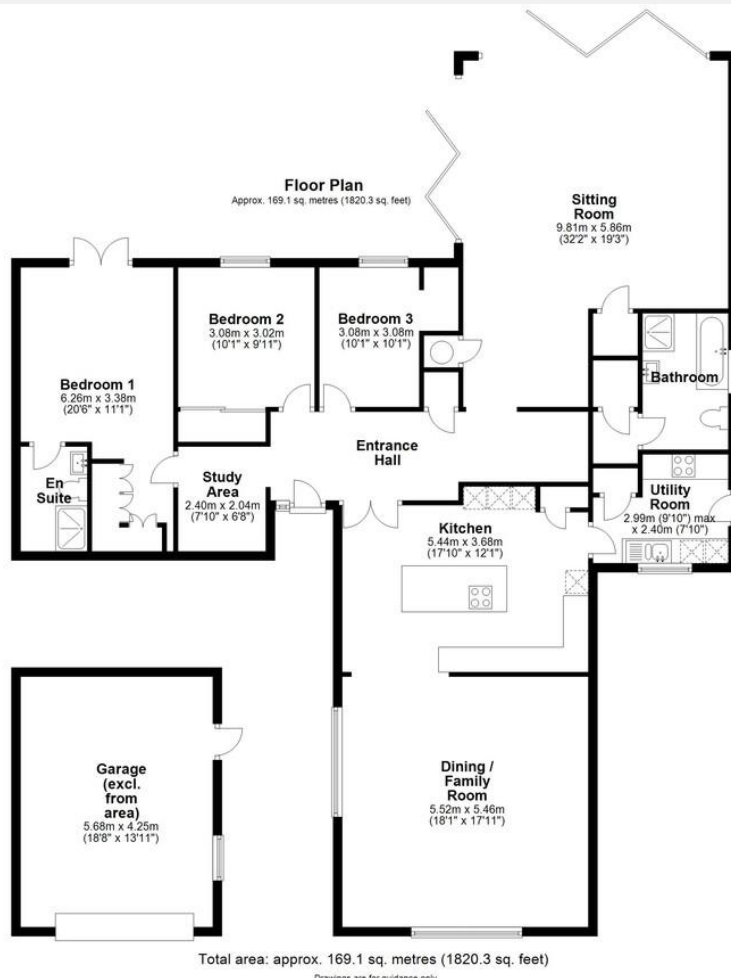 Floor Plan
Approx. 169.1 sq. metres (1820.3 sq. feet)
Sitting
Room
9.81m x 5.86m
(32'2" x 19'3")
Bedroom 2
3.08m x 3.02m
(10'1" x 9'11")
Bedroom 3
3.08m x 3.08m
(10'1" x 10'1")
Bedroom 1
6.26m x 3.38m
(20'6" x 11'1")
Bathroom
Entrance
Hall
En
Suite
Study
Area
2.40m x 2.04m
(7'10" x 6'8")
Kitchen
5.44m x 3.68m
(17'10" x 12'1")
Utility
Room
2.99m (9'10") max
x 2.40m (7'10")
Garage
(excl.
from
area)
5.68m x 4.25m
(18'8" x 13'11")
Dining /
Family
Room
5.52m x 5.46m
(18'1" x 17'11")
Total area: approx. 169.1 sq. metres (1820.3 sq. feet)
Drawings are for guidance only